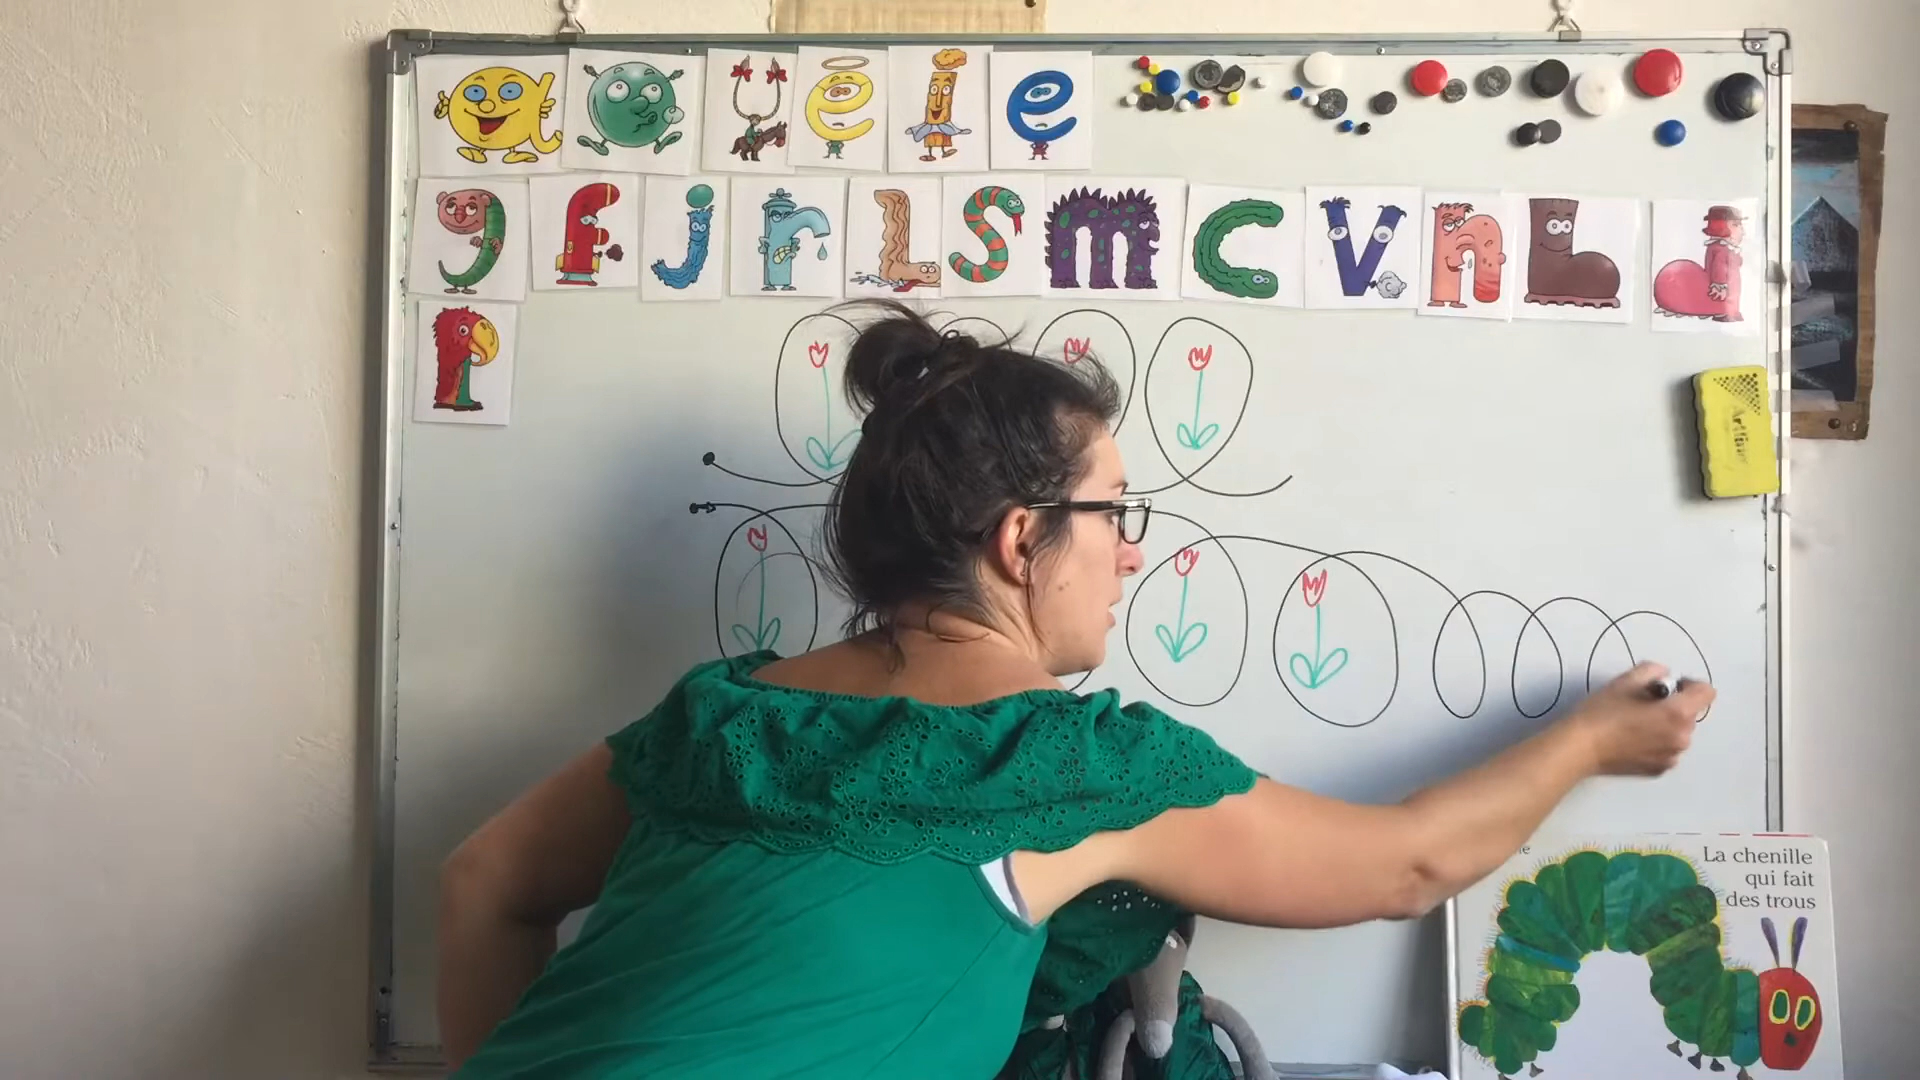 a o u e i e
g f j r l s m c v n b d
p
La chenille
qui fait
des trous